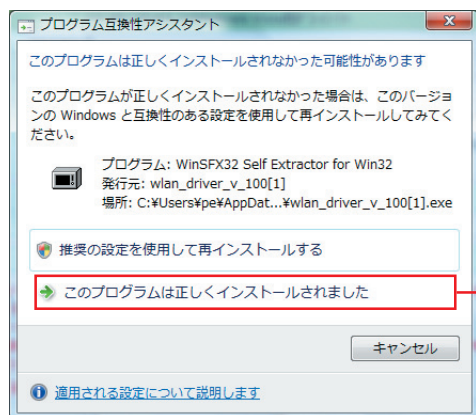 プログラム互換性アシスタント
このプログラムは正しくインストールされなかった可能性があります
このプログラムが正しくインストールされなかった場合は、このバージョ
ンの Windows と互換性のある設定を使用して再インストールしてみてく
ださい。
プログラム: WinSFX32 Self Extractor for Win32
発行元: wlan_driver_v_100[1]
場所: C:¥Users¥pe¥AppDat...¥wlan_driver_v_100[1].exe
推奨の設定を使用して再インストールする
このプログラムは正しくインストールされました
キャンセル
適用される設定について説明します